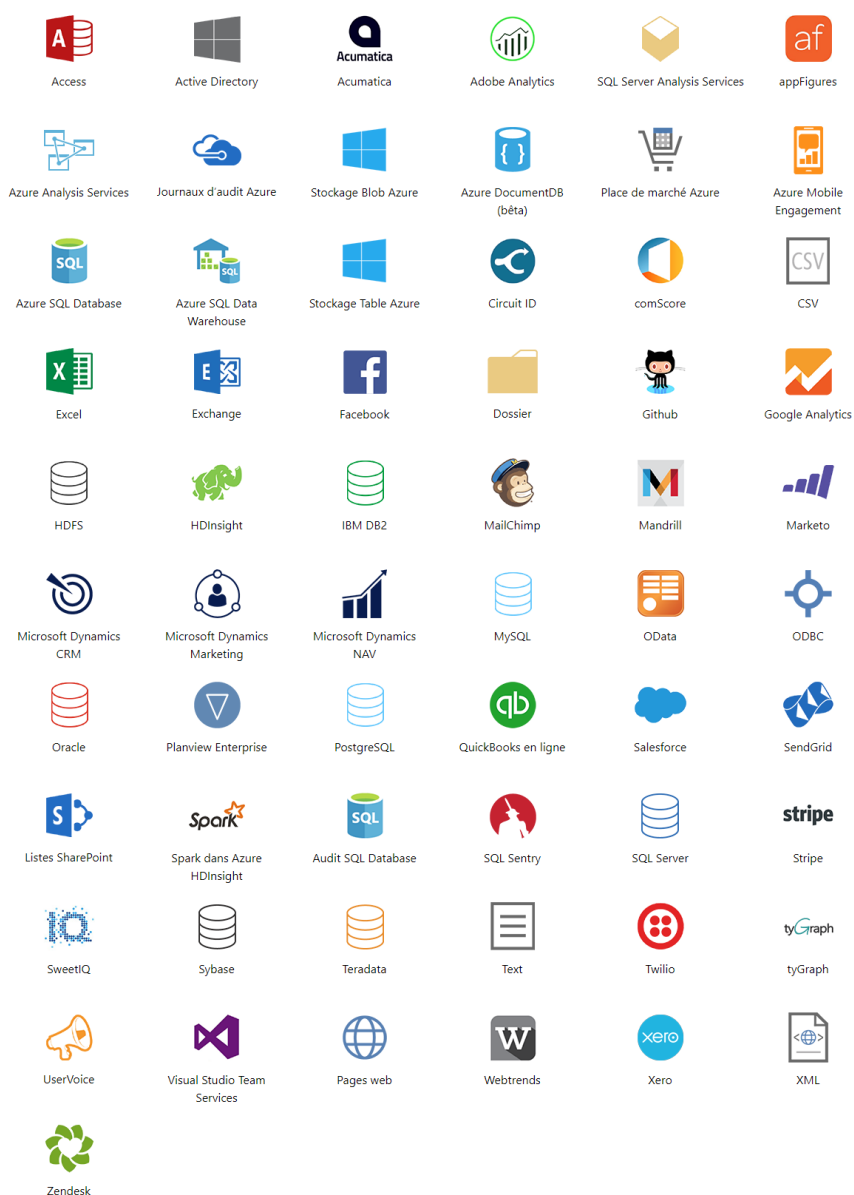 A
Acumatica
af
Access
Active Directory
Acumatica
Adobe Analytics
SQL Server Analysis Services
appFigures
{ }
Azure Analysis Services
Journaux d'audit Azure
Stockage Blob Azure
Azure DocumentDB
(bêta)
Place de marché Azure
Azure Mobile
Engagement
SQL
SQL
CSV
Azure SQL Database
Azure SQL Data
Warehouse
Stockage Table Azure
Circuit ID
comScore
CSV
X
E
f
Excel
Exchange
Facebook
Dossier
Github
Google Analytics
M
HDFS
HDInsight
IBM DB2
MailChimp
Mandrill
Marketo
Microsoft Dynamics
CRM
Microsoft Dynamics
Marketing
Microsoft Dynamics
NAV
MySQL
OData
ODBC
qb
Oracle
Planview Enterprise
PostgreSQL
QuickBooks en ligne
Salesforce
SendGrid
S
Spark
SQL
stripe
Listes SharePoint
Spark dans Azure
HDInsight
Audit SQL Database
SQL Sentry
SQL Server
Stripe
IQ
tyGraph
SweetIQ
Sybase
Teradata
Text
Twilio
tyGraph
W
xero
<>
UserVoice
Visual Studio Team
Services
Pages web
Webtrends
Xero
XML
Zendesk